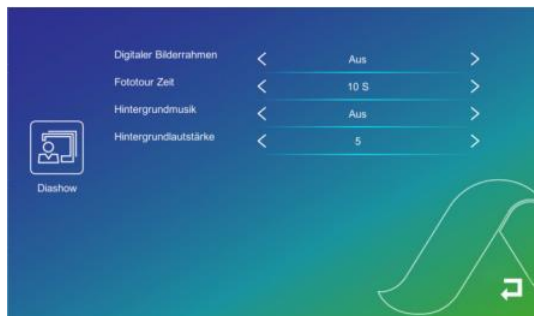 Digitaler Bilderrahmen Aus
Fototour Zeit 10 S
Hintergrundmusik Aus
Hintergrundlautstärke 5
Diashow